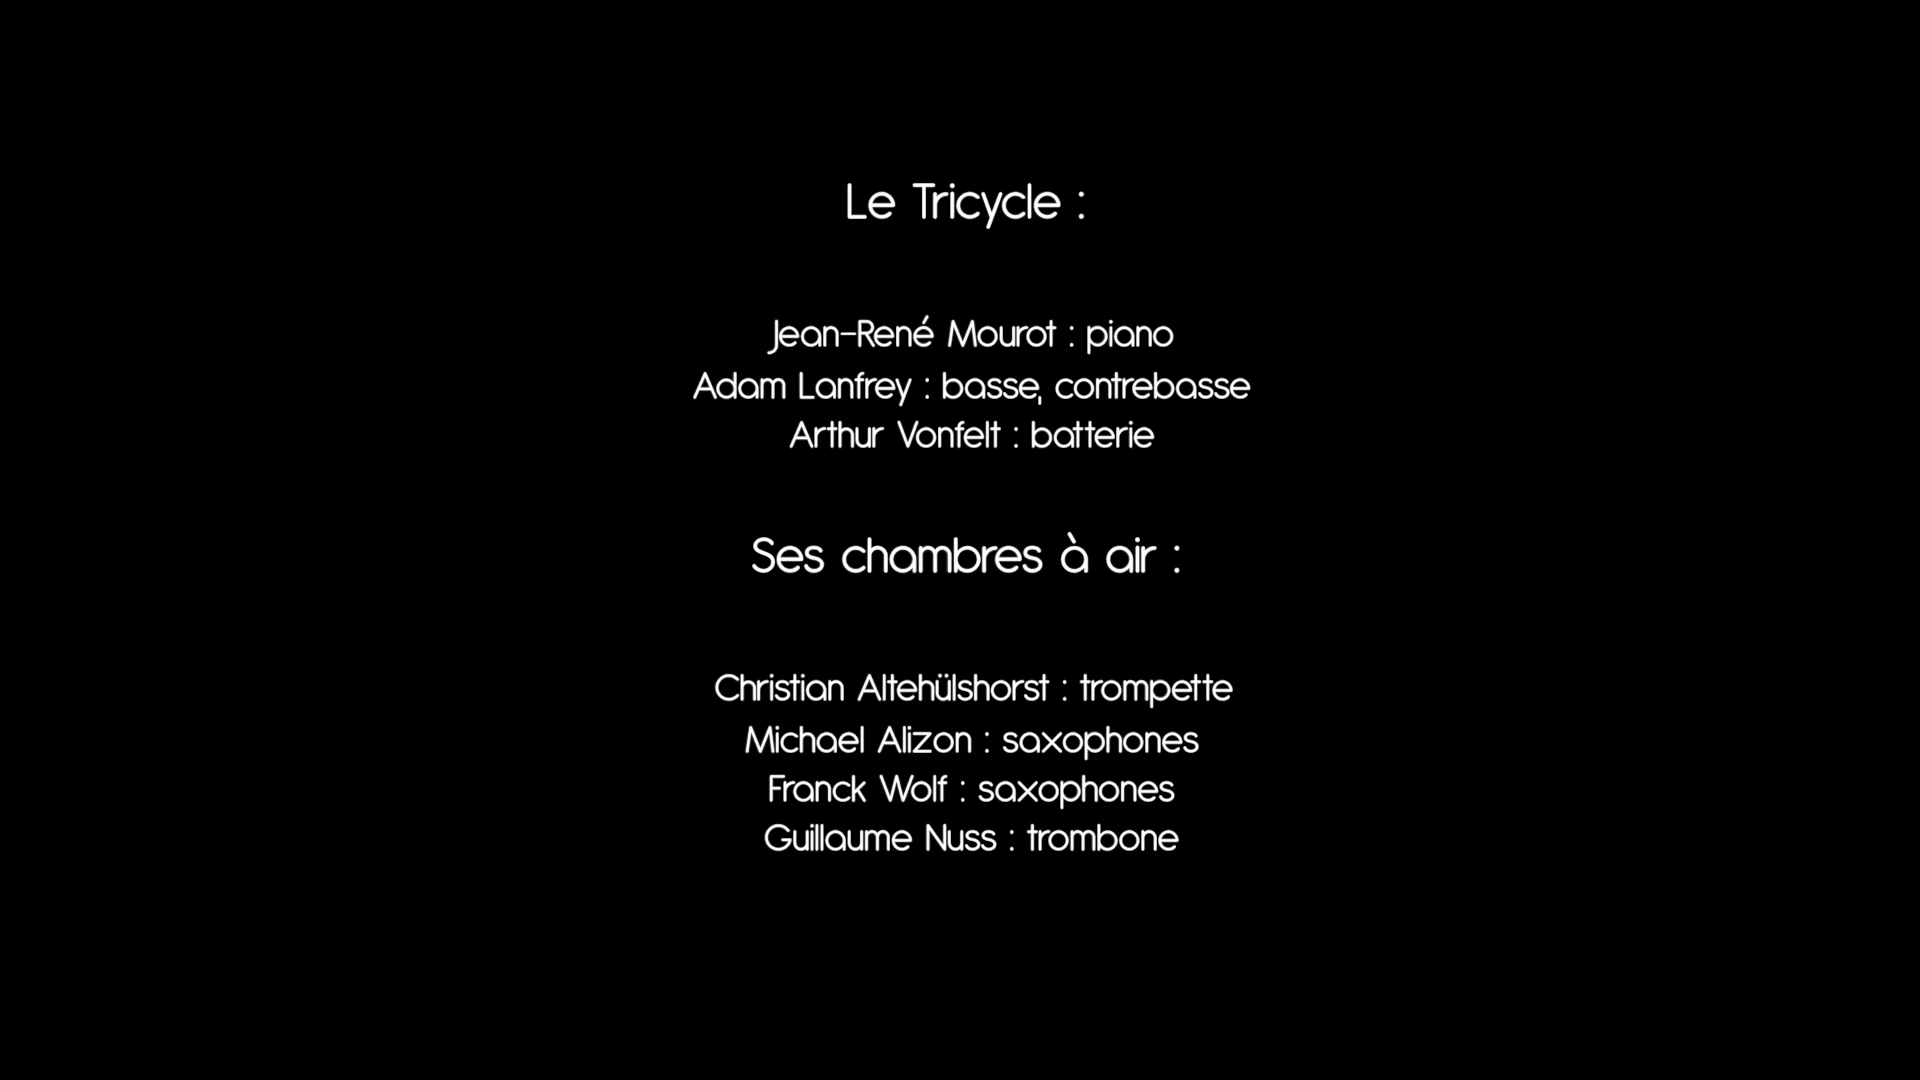 Le Tricycle :
Jean-René Mourot : piano
Adam Lanfrey : basse, contrebasse
Arthur Vonfelt : batterie
Ses chambres à air :
Christian Altehülshorst : trompette
Michael Alizon : saxophones
Franck Wolf : saxophones
Guillaume Nuss : trombone